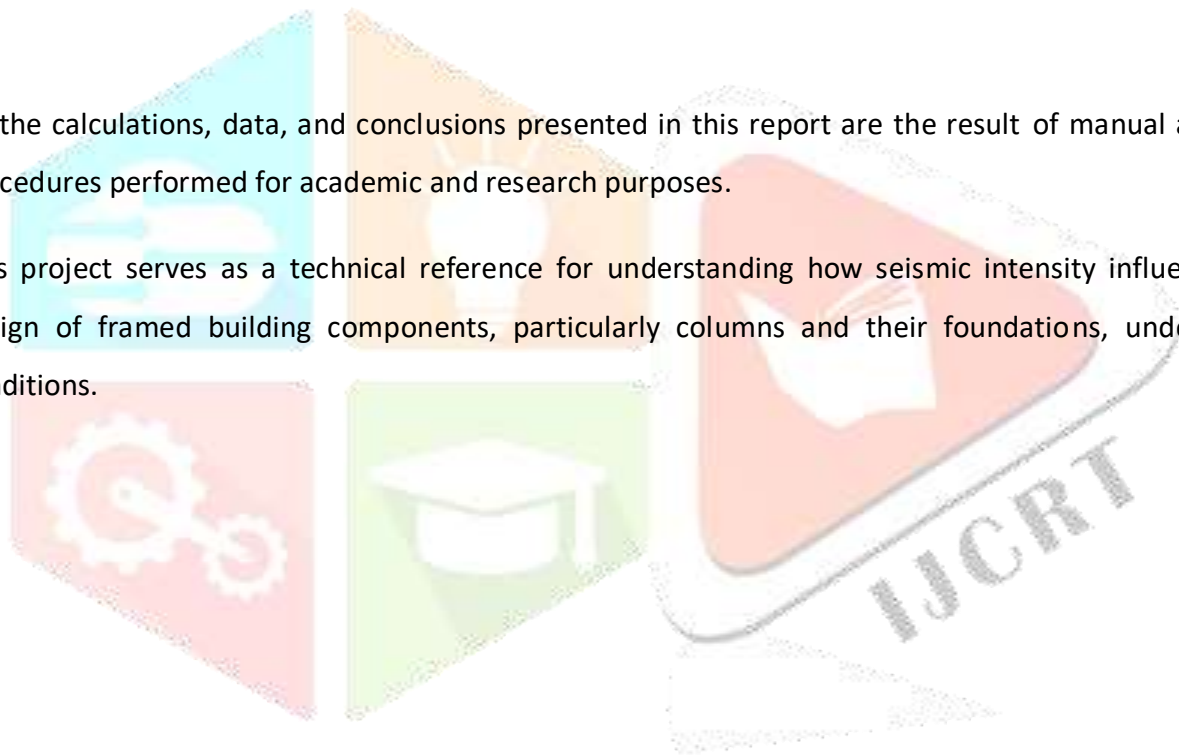 the calculations, data, and conclusions presented in this report are the result of manual
cedures performed for academic and research purposes.
s project serves as a technical reference for understanding how seismic intensity influe
ign of framed building components, particularly columns and their foundations, unde
ditions.
IJCRT